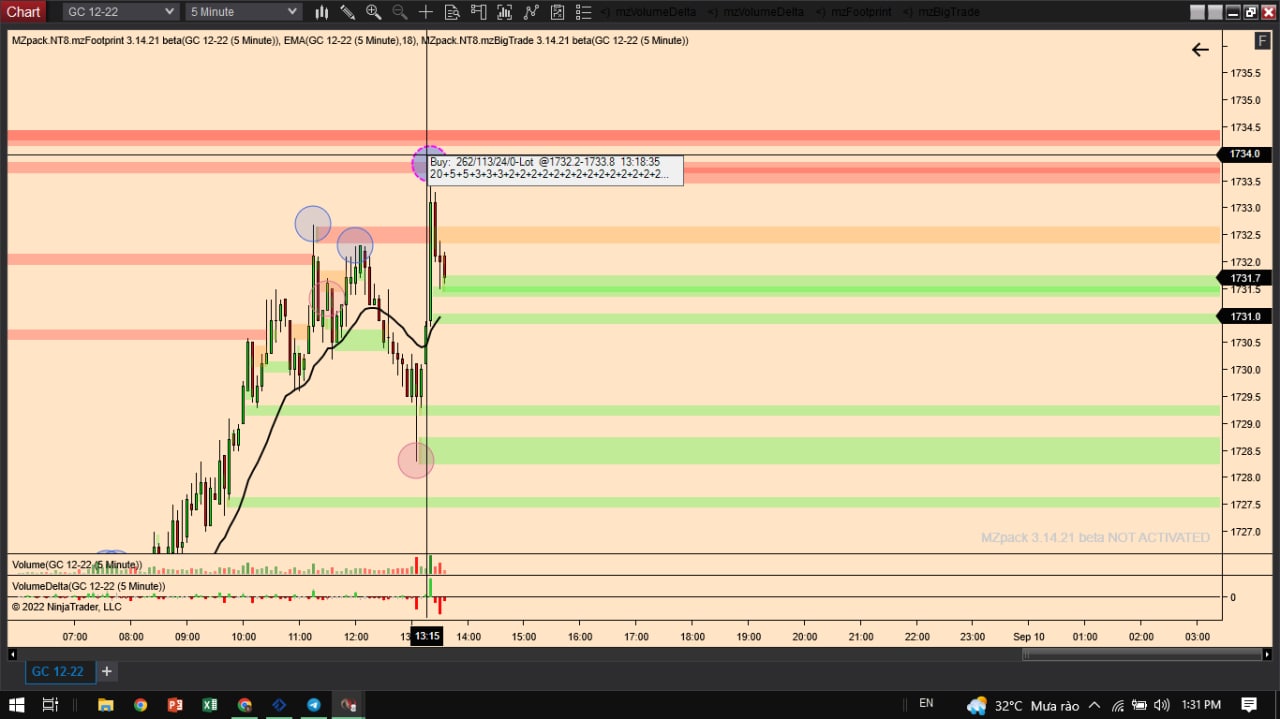 Chart GC 12-22 5 Minute mzVolumeDelta mzVolumeDelta mzFootprint mzBigTrade
MZpack.NT8.mzFootprint 3.14.21 beta(GC 12-22 (5 Minute)), EMA(GC 12-22 (5 Minute),18), MZpack.NT8.mzBigTrade 3.14.21 beta(GC 12-22 (5 Minute))
F
1735.5
1735.0
1734.5
1734.0
Buy: 262/113/24/0-Lot @1732.2-1733.8 13:18:35
20+5+5+3+3+3+2+2+2+2+2+2+2+2+2+2+2+2+2+2...
1733.5
1733.0
1732.5
1732.0
1731.7
1731.5
1731.0
1730.5
1730.0
1729.5
1729.0
1728.5
1728.0
1727.5
1727.0
MZpack 3.14.21 beta NOT ACTIVATED
Volume(GC 12-22 (5 Minute))
VolumeDelta(GC 12-22 (5 Minute))
0
© 2022 NinjaTrader, LLC
07:00 08:00 09:00 10:00 11:00 12:00 13:15 14:00 15:00 16:00 17:00 18:00 19:00 20:00 21:00 22:00 23:00 Sep 10 01:00 02:00 03:00
GC 12-22 +
EN 32°C Mưa rào 1:31 PM